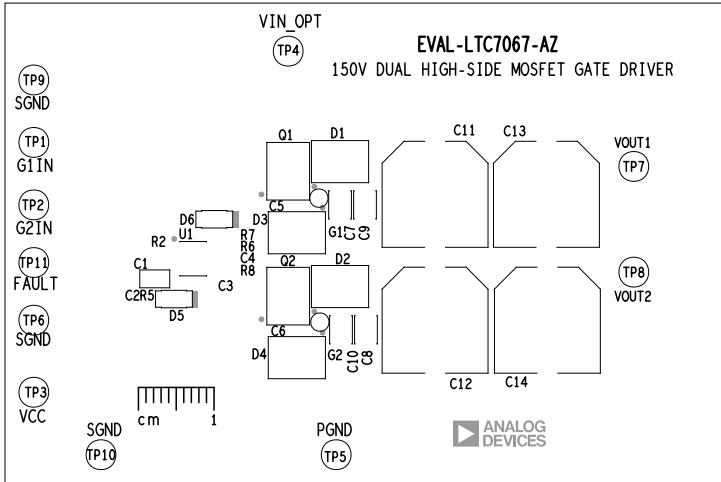 VIN_OPT
TP4
EVAL-LTC7067-AZ
150V DUAL HIGH-SIDE MOSFET GATE DRIVER
TP9
SGND
TP1
G1IN
TP2
G2IN
TP11
FAULT
TP6
SGND
TP3
VCC
Q1
D1
C11
C13
VOUT1
TP7
C5
D6
D3
R7
U1
R2
R6
C4
R8
G1
C7
C9
C1
C3
C2
R5
D5
Q2
D2
TP8
VOUT2
C6
D4
G2
C10
C8
C12
C14
cm
1
SGND
TP10
PGND
TP5
ANALOG
DEVICES